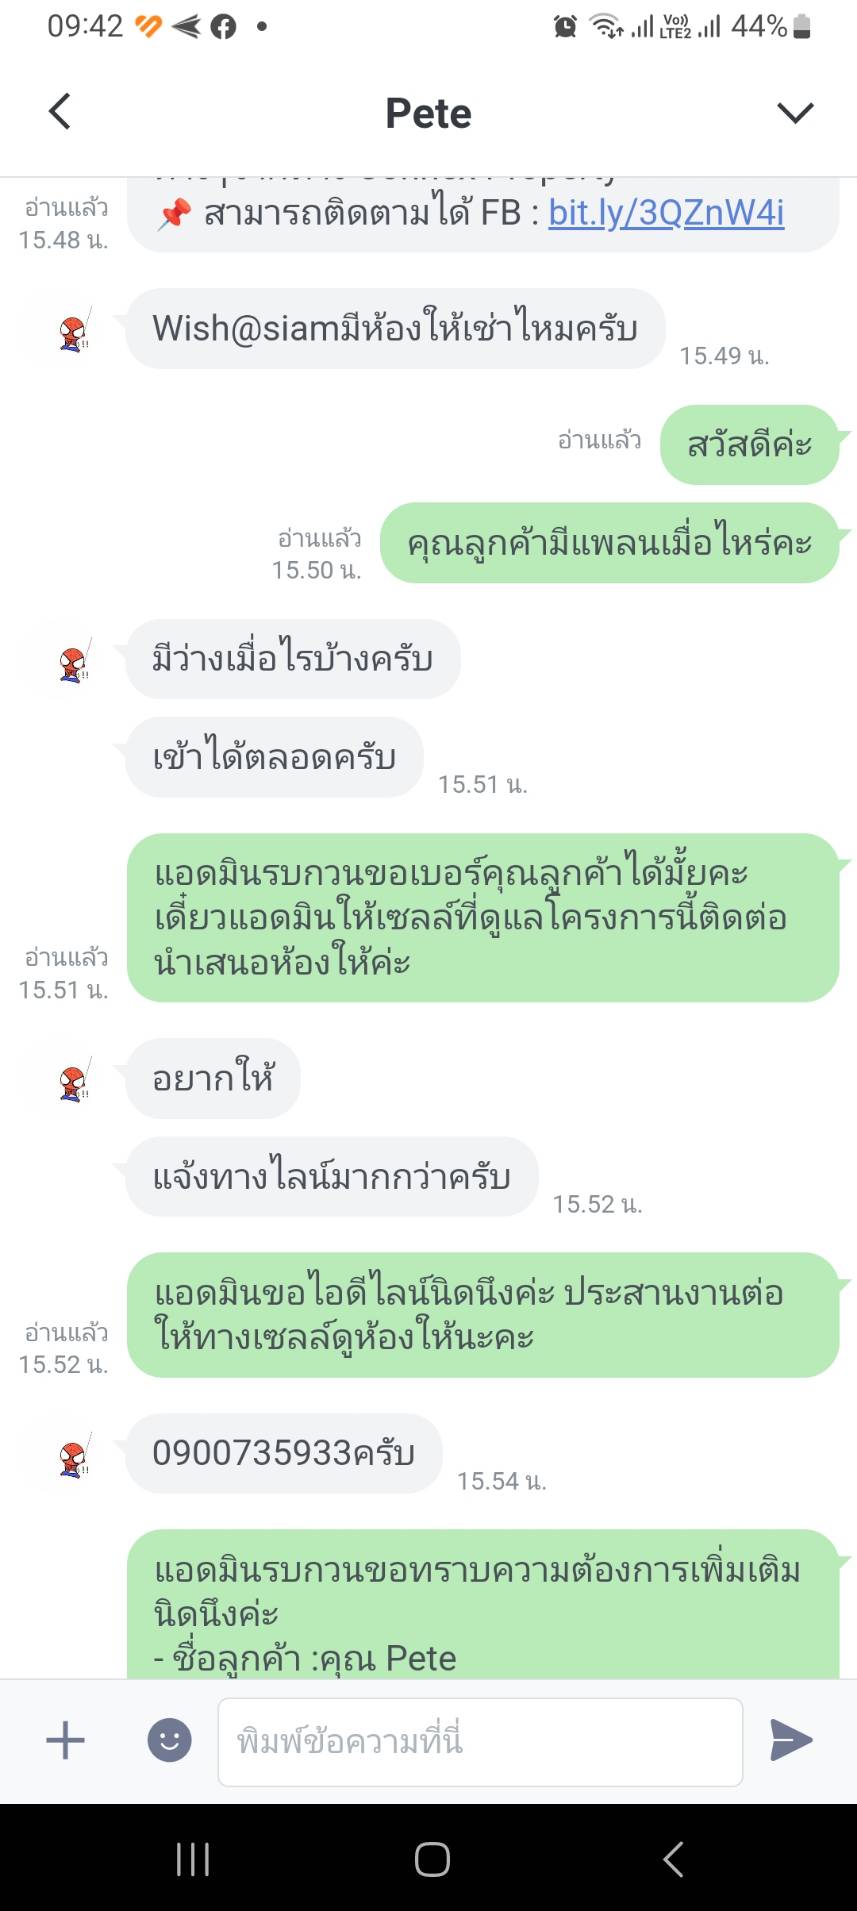 09:42
Vo))
LTE2
44%
Pete
📌 สามารถติดตามได้ FB : bit.ly/3QZnW4i
อ่านแล้ว
15.48 น.
Wish@siamมีห้องให้เช่าไหมครับ
15.49 น.
สวัสดีค่ะ
อ่านแล้ว
คุณลูกค้ามีแพลนเมื่อไหร่คะ
อ่านแล้ว
15.50 น.
มีว่างเมื่อไรบ้างครับ
เข้าได้ตลอดครับ
15.51 น.
แอดมินรบกวนขอเบอร์คุณลูกค้าได้มั้ยคะ
เดี๋ยวแอดมินให้เซลล์ที่ดูแลโครงการนี้ติดต่อ
นำเสนอห้องให้ค่ะ
อ่านแล้ว
15.51 น.
อยากให้
แจ้งทางไลน์มากกว่าครับ
15.52 น.
แอดมินขอไอดีไลน์นิดนึงค่ะ ประสานงานต่อ
ให้ทางเซลล์ดูห้องให้นะคะ
อ่านแล้ว
15.52 น.
0900735933ครับ
15.54 น.
แอดมินรบกวนขอทราบความต้องการเพิ่มเติม
นิดนึงค่ะ
- ชื่อลูกค้า :คุณ Pete
พิมพ์ข้อความที่นี่